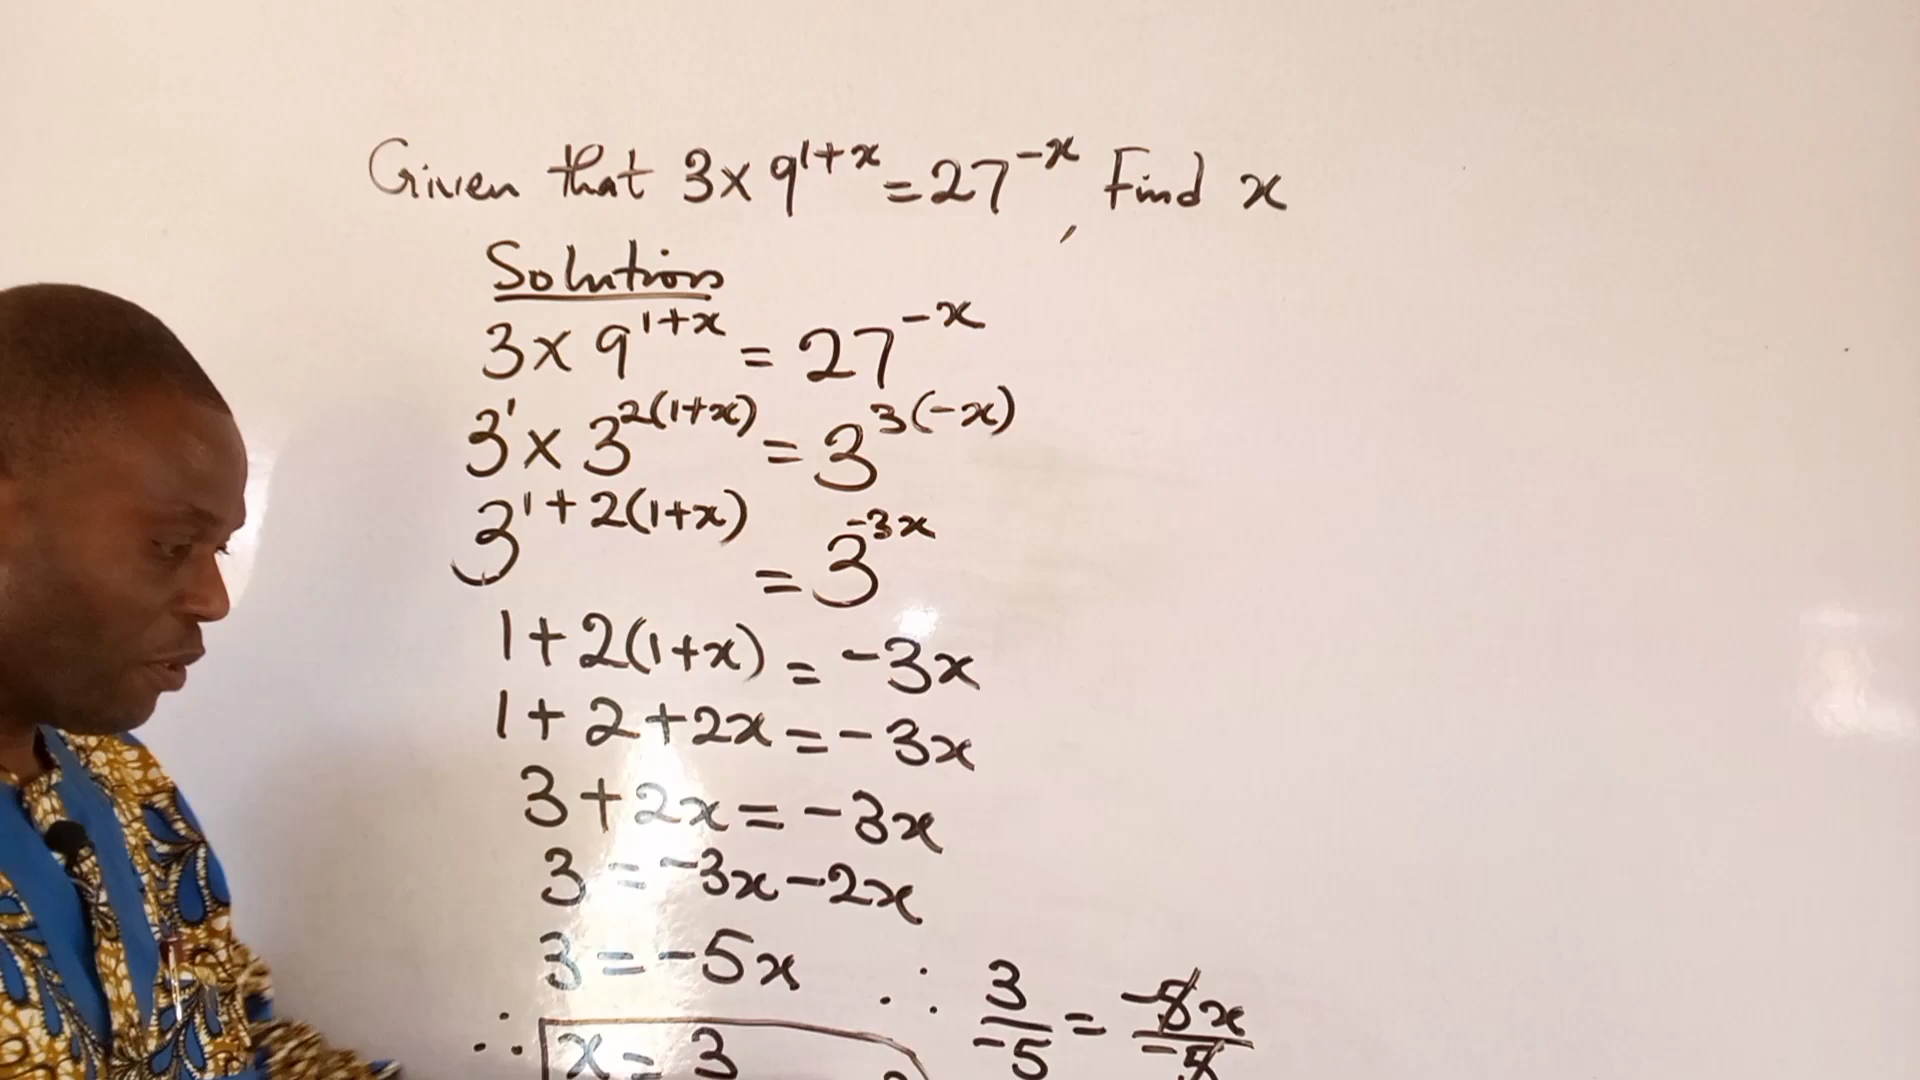 Given that 3 × 9^(1+x) = 27^(-x), Find x
Solution
3 × 9^(1+x) = 27^(-x)
3^1 × 3^(2(1+x)) = 3^(3(-x))
3^(1+2(1+x)) = 3^(-3x)
1+2(1+x) = -3x
1+2+2x = -3x
3+2x = -3x
3 = -3x-2x
3 = -5x ∴ 3/-5 = -5x/-5
∴ x = 3